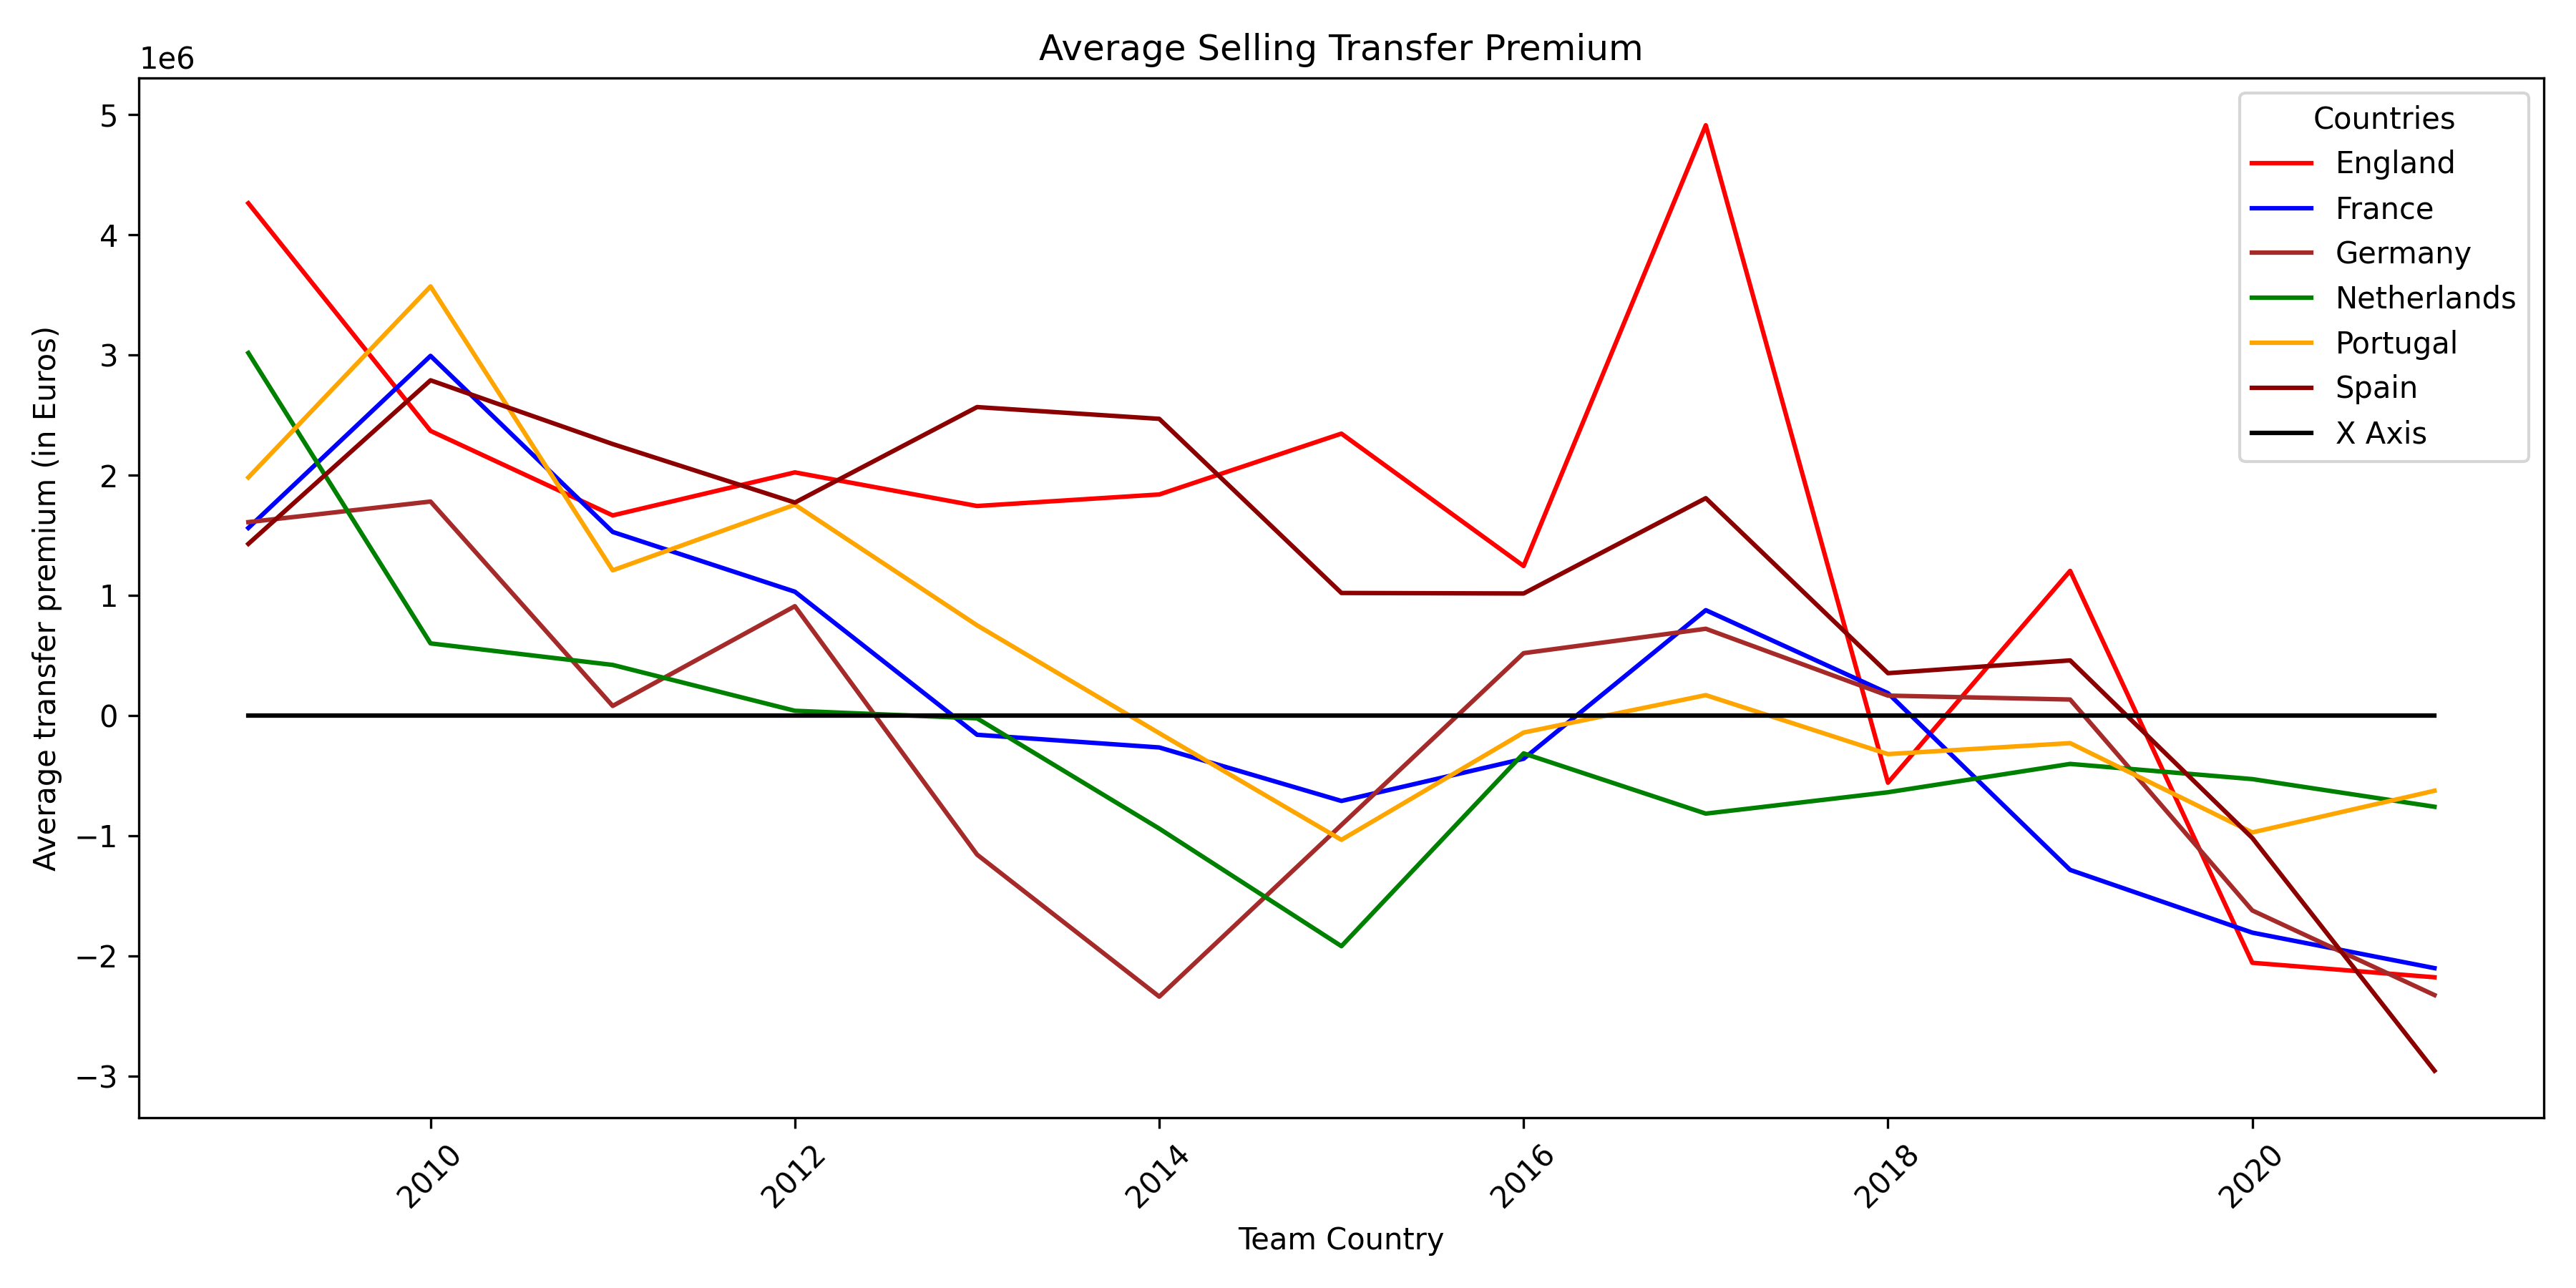 Average Selling Transfer Premium
1e6
5
4
3
2
1
0
−1
−2
−3
Average transfer premium (in Euros)
Countries
England
France
Germany
Netherlands
Portugal
Spain
X Axis
2010
2012
2014
2016
2018
2020
Team Country